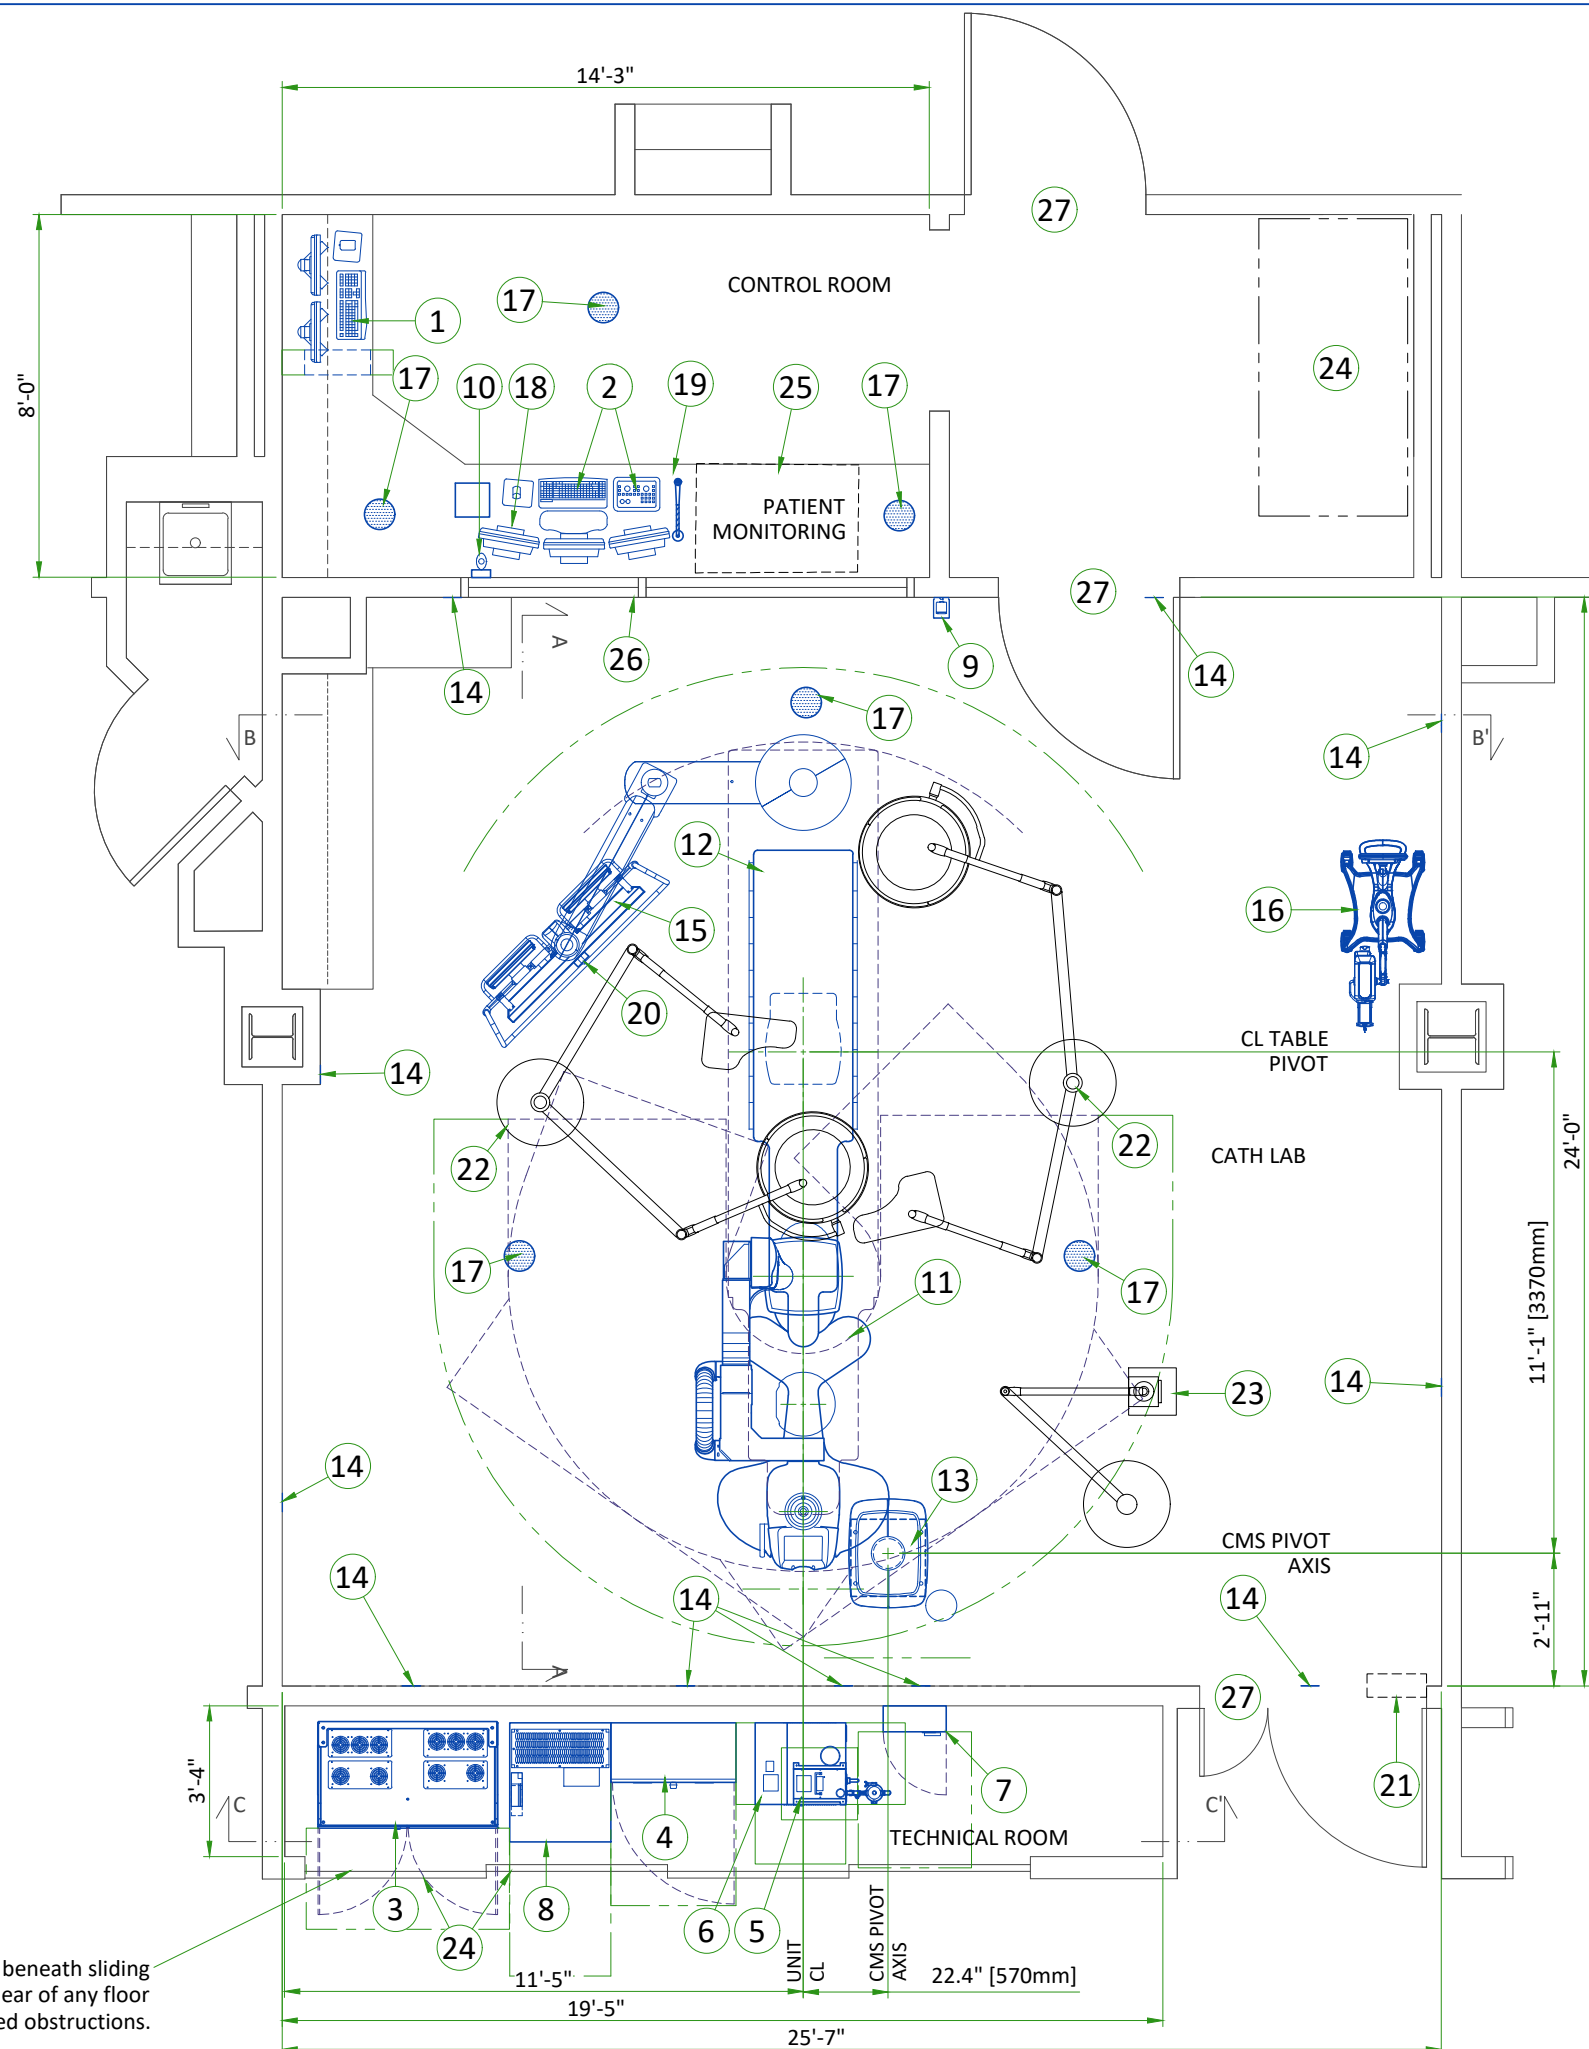 14'-3"
27
CONTROL ROOM
17
1
24
8'-0"
17
10
18
2
19
25
17
PATIENT
MONITORING
27
A
26
9
14
14
17
B
14
B'
12
16
15
20
CL TABLE
PIVOT
14
22
22
CATH LAB
24'-0"
17
17
11
11'-1" [3370mm]
23
14
14
13
CMS PIVOT
AXIS
14
14
14
2'-11"
A
27
21
3'-4"
C
7
C'
4
TECHNICAL ROOM
3
8
6
5
24
UNIT
CL
CMS PIVOT
AXIS
beneath sliding
ear of any floor
ed obstructions.
11'-5"
22.4" [570mm]
19'-5"
25'-7"